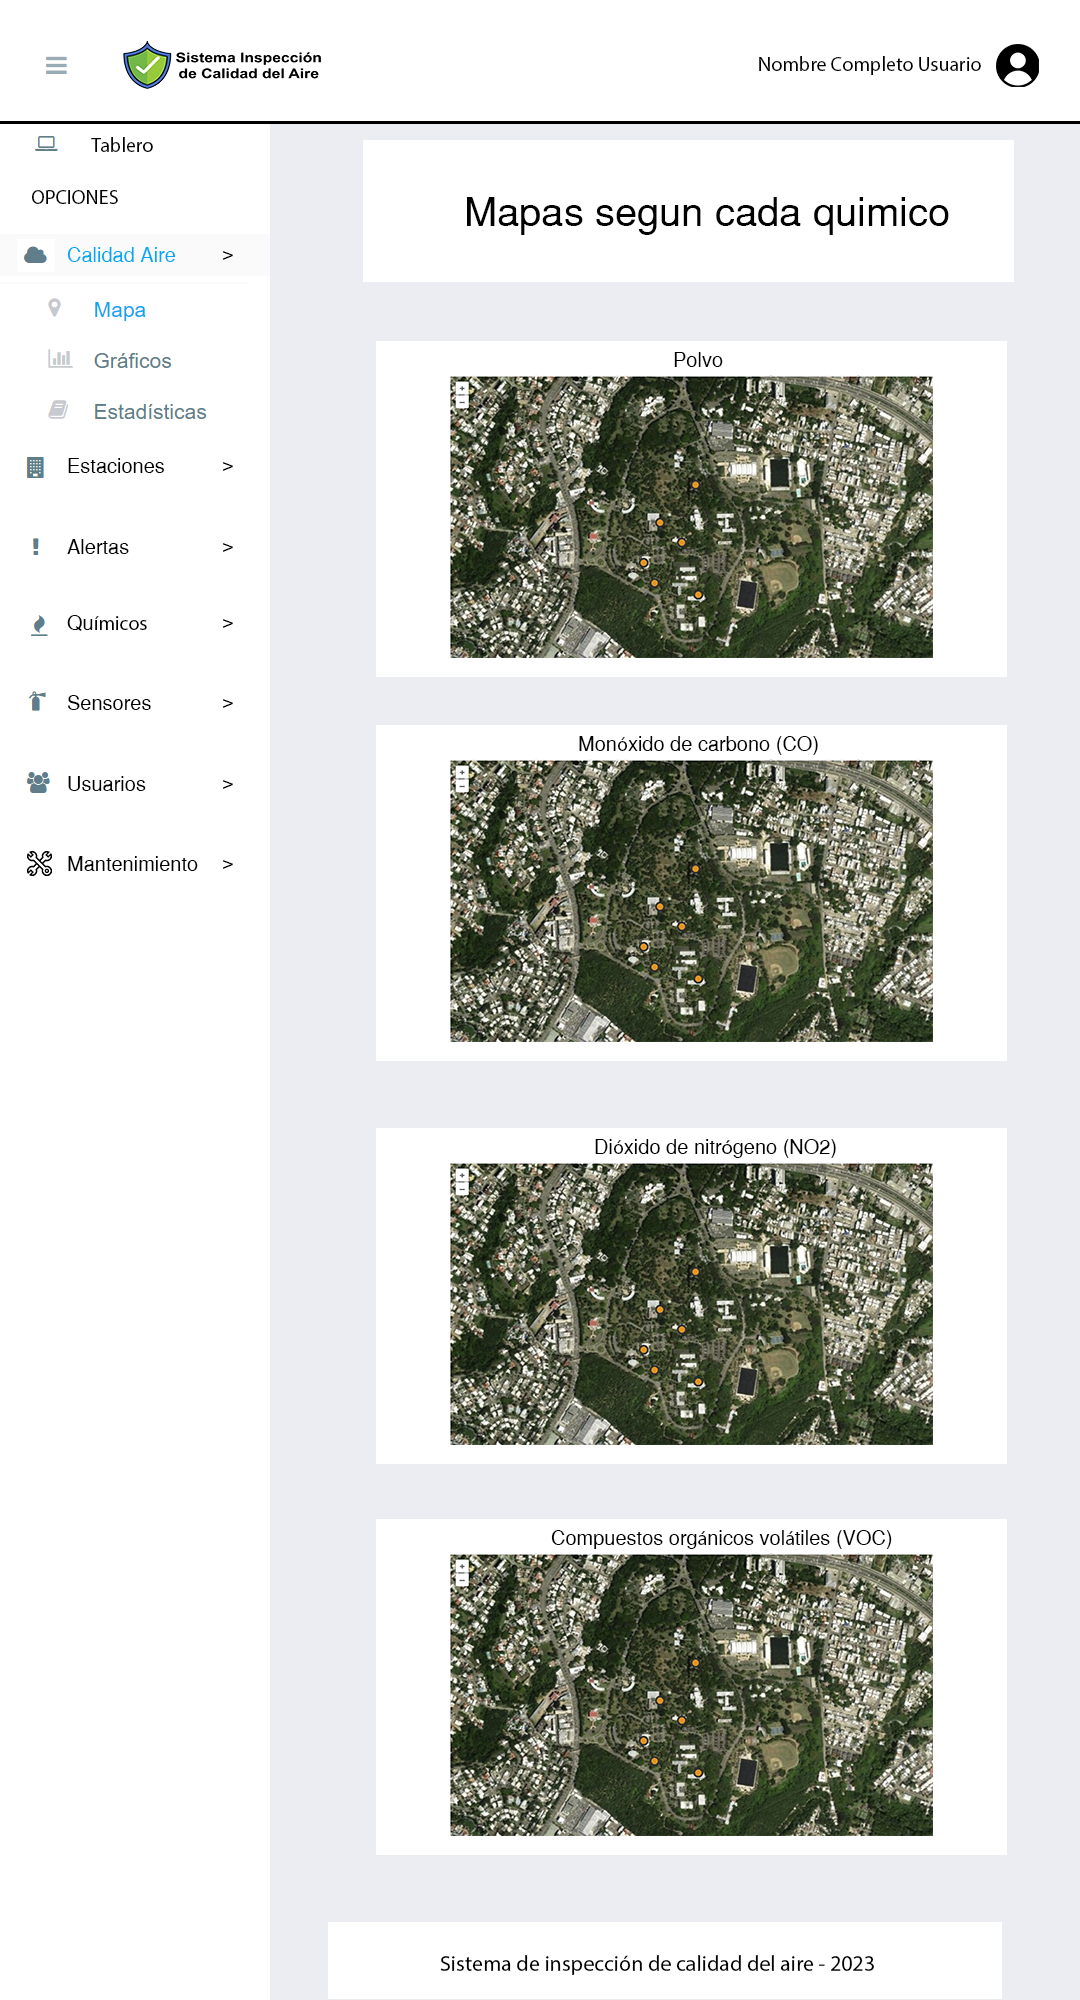 Sistema Inspección
de Calidad del Aire
Nombre Completo Usuario
Tablero
OPCIONES
Calidad Aire >
Mapa
Gráficos
Estadísticas
Estaciones >
Alertas >
Químicos >
Sensores >
Usuarios >
Mantenimiento >
Mapas segun cada quimico
Polvo
+
−
Monóxido de carbono (CO)
+
−
Dióxido de nitrógeno (NO2)
+
−
Compuestos orgánicos volátiles (VOC)
+
−
Sistema de inspección de calidad del aire - 2023